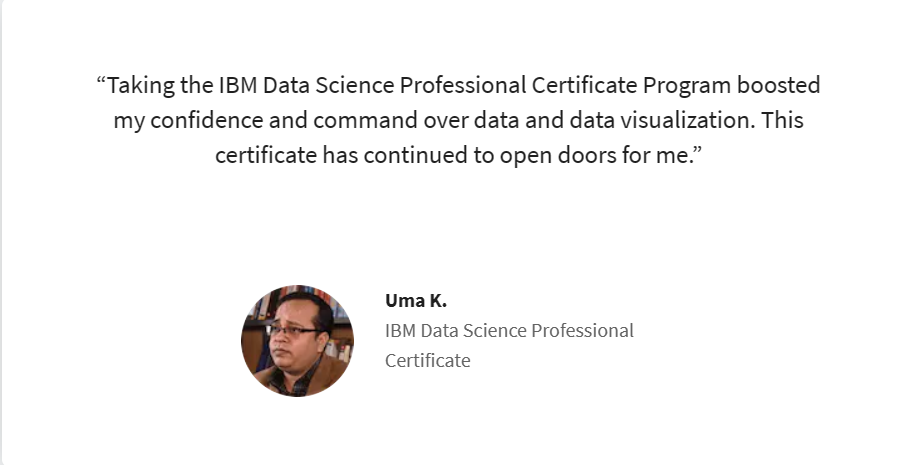 “Taking the IBM Data Science Professional Certificate Program boosted
my confidence and command over data and data visualization. This
certificate has continued to open doors for me.”
Uma K.
IBM Data Science Professional
Certificate